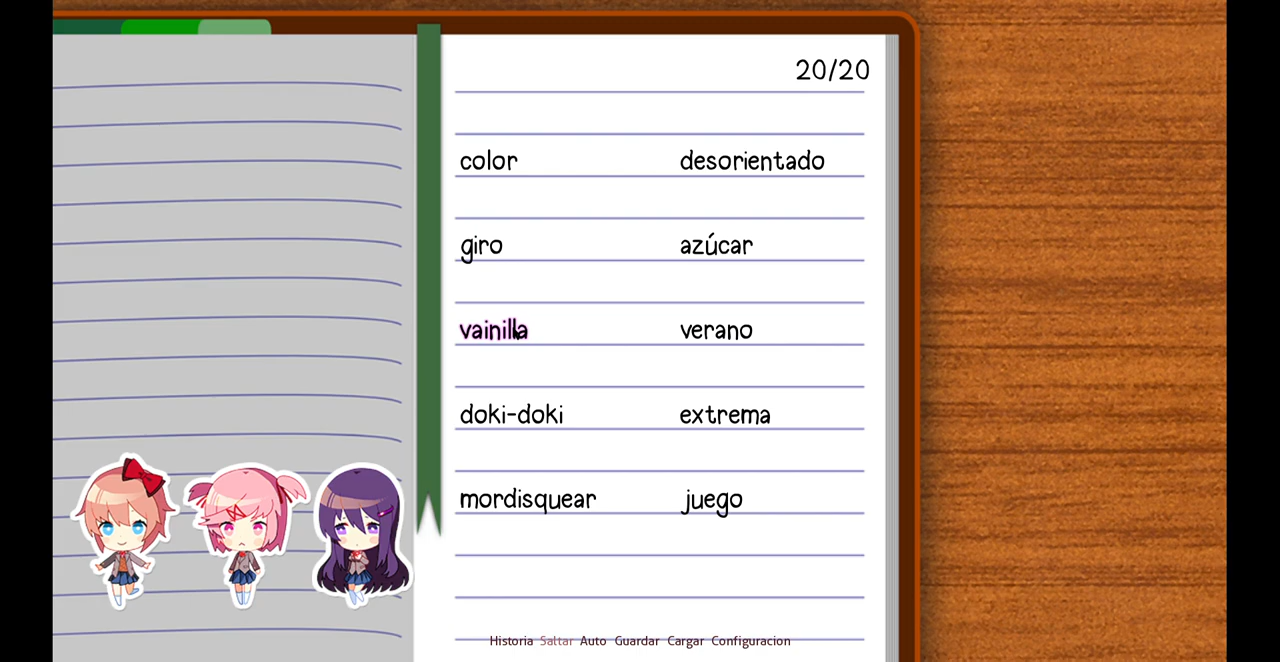 20/20
color desorientado
giro azúcar
vainilla verano
doki-doki extrema
mordisquear juego
Historia Saltar Auto Guardar Cargar Configuracion